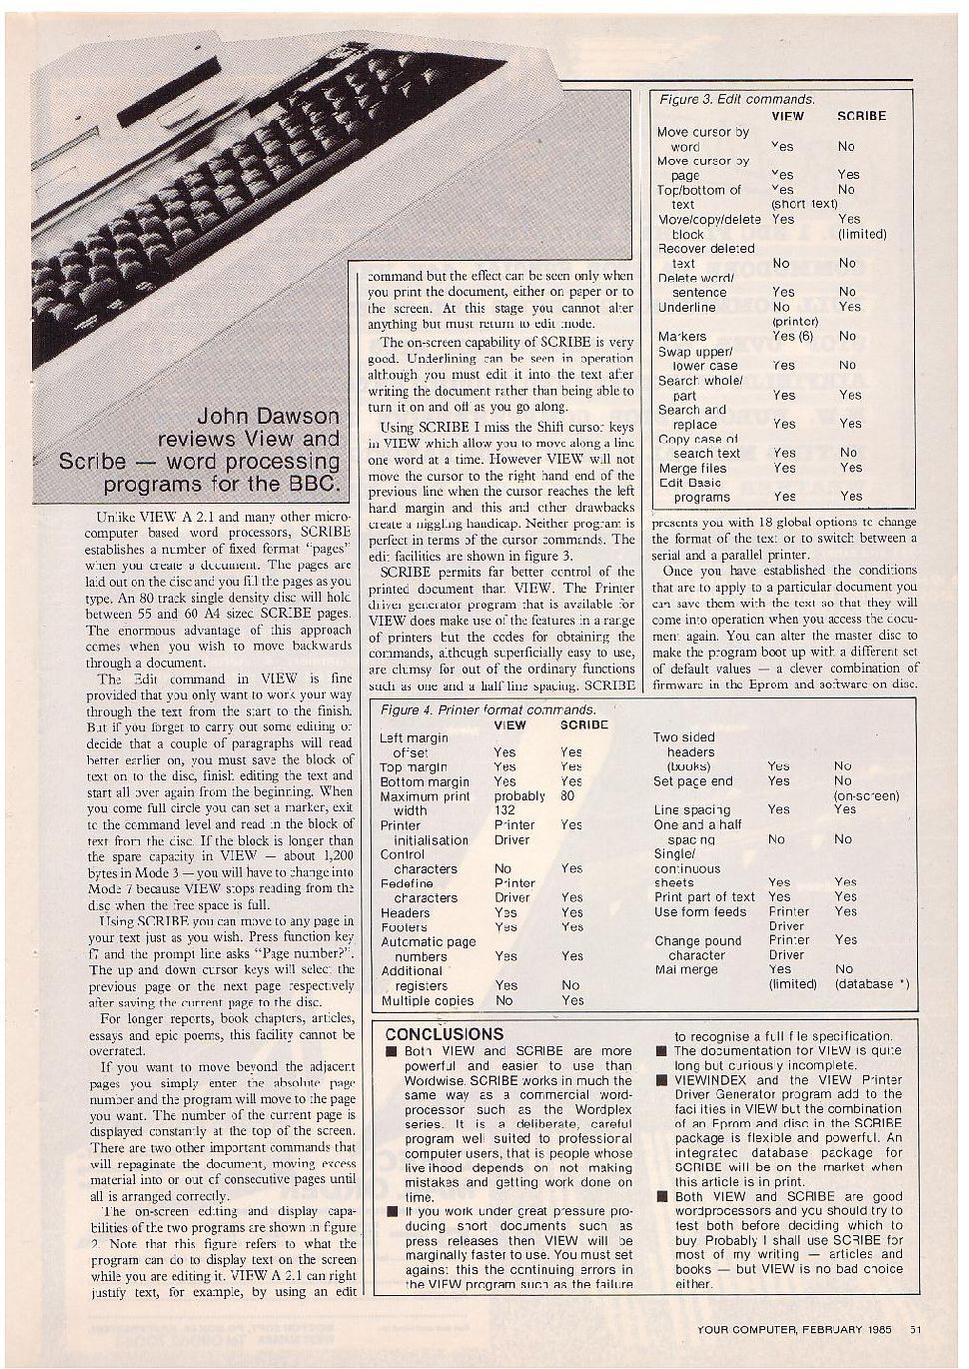 John Dawson
reviews View and
Scribe — word processing
programs for the BBC.
Unlike VIEW A 2.1 and many other micro-
computer based word processors, SCRIBE
establishes a number of fixed format "pages"
when you create a document. The pages are
laid out on the disc and you fill the pages as you
type. An 80 track single density disc will hold
between 55 and 60 A4 sized SCRIBE pages.
The enormous advantage of this approach
comes when you wish to move backwards
through a document.
The Edit command in VIEW is fine
provided that you only want to work your way
through the text from the start to the finish.
But if you forget to carry out some editing or
decide that a couple of paragraphs will read
better earlier on, you must save the block of
text on to the disc, finish editing the text and
start all over again from the beginning. When
you come full circle you can set a marker, exit
to the command level and read in the block of
text from the disc. If the block is longer than
the spare capacity in VIEW — about 1,200
bytes in Mode 3 — you will have to change into
Mode 7 because VIEW stops reading from the
disc when the free space is full.
Using SCRIBE you can move to any page in
your text just as you wish. Press function key
f7 and the prompt line asks "Page number?".
The up and down cursor keys will select the
previous page or the next page respectively
after saving the current page to the disc.
For longer reports, book chapters, articles,
essays and epic poems, this facility cannot be
overrated.
If you want to move beyond the adjacent
pages you simply enter the absolute page
number and the program will move to the page
you want. The number of the current page is
displayed constantly at the top of the screen.
There are two other important commands that
will repaginate the document, moving excess
material into or out of consecutive pages until
all is arranged correctly.
The on-screen editing and display capa-
bilities of the two programs are shown in figure
2. Note that this figure refers to what the
program can do to display text on the screen
while you are editing it. VIEW A 2.1 can right
justify text, for example, by using an edit
command but the effect can be seen only when
you print the document, either on paper or to
the screen. At this stage you cannot alter
anything but must return to edit mode.
The on-screen capability of SCRIBE is very
good. Underlining can be seen in operation
although you must edit it into the text after
writing the document rather than being able to
turn it on and off as you go along.
Using SCRIBE I miss the Shift cursor keys
in VIEW which allow you to move along a line
one word at a time. However VIEW will not
move the cursor to the right hand end of the
previous line when the cursor reaches the left
hard margin and this and other drawbacks
create a niggling handicap. Neither program is
perfect in terms of the cursor commands. The
edit facilities are shown in figure 3.
SCRIBE permits far better control of the
printed document than VIEW. The Printer
driver generator program that is available for
VIEW does make use of the features in a range
of printers but the codes for obtaining the
commands, although superficially easy to use,
are clumsy for out of the ordinary functions
such as one and a half line spacing. SCRIBE
Figure 3. Edit commands.
VIEW SCRIBE
Move cursor by
word Yes No
Move cursor by
page Yes Yes
Top/bottom of Yes No
text (short text)
Move/copy/delete Yes Yes
block (limited)
Recover deleted
text No No
Delete word/
sentence Yes No
Underline No Yes
(printer)
Markers Yes (6) No
Swap upper/
lower case Yes No
Search whole/
part Yes Yes
Search and
replace Yes Yes
Copy case of
search text Yes No
Merge files Yes Yes
Edit Basic
programs Yes Yes
presents you with 18 global options to change
the format of the text or to switch between a
serial and a parallel printer.
Once you have established the conditions
that are to apply to a particular document you
can save them with the text so that they will
come into operation when you access the docu-
ment again. You can alter the master disc to
make the program boot up with a different set
of default values — a clever combination of
firmware in the Eprom and software on disc.
Figure 4. Printer format commands.
VIEW SCRIBE
Left margin
offset Yes Yes
Top margin Yes Yes
Bottom margin Yes Yes
Maximum print probably 80
width 132
Printer Printer Yes
initialisation Driver
Control
characters No Yes
Redefine Printer
characters Driver Yes
Headers Yes Yes
Footers Yes Yes
Automatic page
numbers Yes Yes
Additional
registers Yes No
Multiple copies No Yes
Two sided
headers
(books) Yes No
Set page end Yes No
(on-screen)
Line spacing Yes Yes
One and a half
spacing No No
Single/
continuous
sheets Yes Yes
Print part of text Yes Yes
Use form feeds Printer Yes
Driver
Change pound Printer Yes
character Driver
Mail merge Yes No
(limited) (database *)
CONCLUSIONS
■ Both VIEW and SCRIBE are more
powerful and easier to use than
Wordwise. SCRIBE works in much the
same way as a commercial word-
processor such as the Wordplex
series. It is a deliberate, careful
program well suited to professional
computer users, that is people whose
livelihood depends on not making
mistakes and getting work done on
time.
■ If you work under great pressure pro-
ducing short documents such as
press releases then VIEW will be
marginally faster to use. You must set
against this the continuing errors in
the VIEW program such as the failure
to recognise a full file specification.
■ The documentation for VIEW is quite
long but curiously incomplete.
■ VIEWINDEX and the VIEW Printer
Driver Generator program add to the
facilities in VIEW but the combination
of an Eprom and disc in the SCRIBE
package is flexible and powerful. An
integrated database package for
SCRIBE will be on the market when
this article is in print.
■ Both VIEW and SCRIBE are good
wordprocessors and you should try to
test both before deciding which to
buy. Probably I shall use SCRIBE for
most of my writing — articles and
books — but VIEW is no bad choice
either.
YOUR COMPUTER, FEBRUARY 1985 51